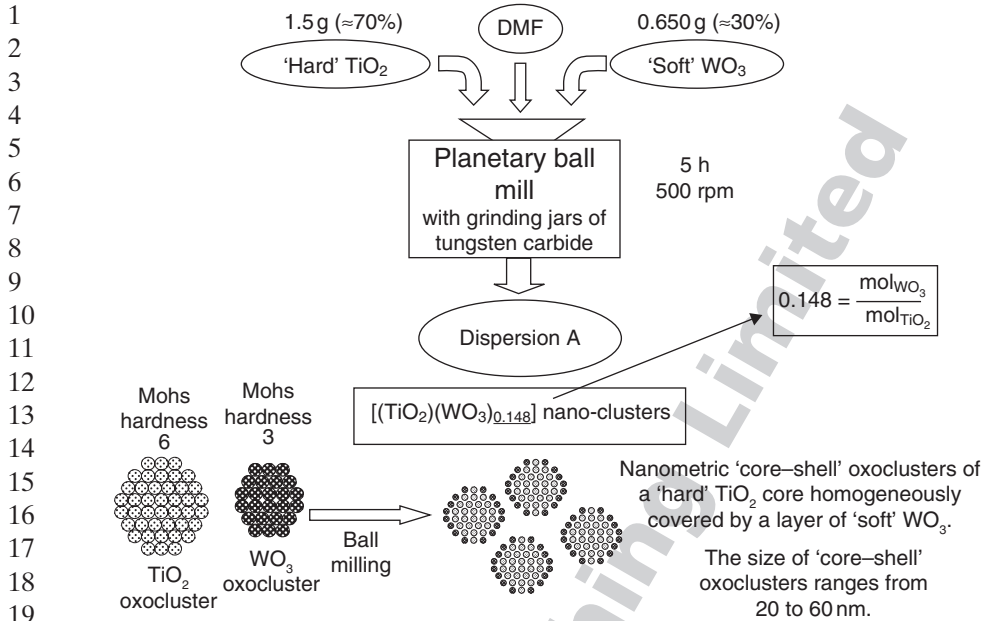 1
2
3
4
5
6
7
8
9
10
11
12
13
14
15
16
17
18
19
1.5 g (≈70%)
DMF
0.650 g (≈30%)
'Hard' TiO₂
'Soft' WO₃
Planetary ball
mill
with grinding jars of
tungsten carbide
5 h
500 rpm
0.148 = mol_WO₃ / mol_TiO₂
Dispersion A
[(TiO₂)(WO₃)₀.₁₄₈] nano-clusters
Mohs
hardness
6
Mohs
hardness
3
TiO₂
oxocluster
WO₃
oxocluster
Ball
milling
Nanometric 'core–shell' oxoclusters of
a 'hard' TiO₂ core homogeneously
covered by a layer of 'soft' WO₃.
The size of 'core–shell'
oxoclusters ranges from
20 to 60 nm.
hing Limited